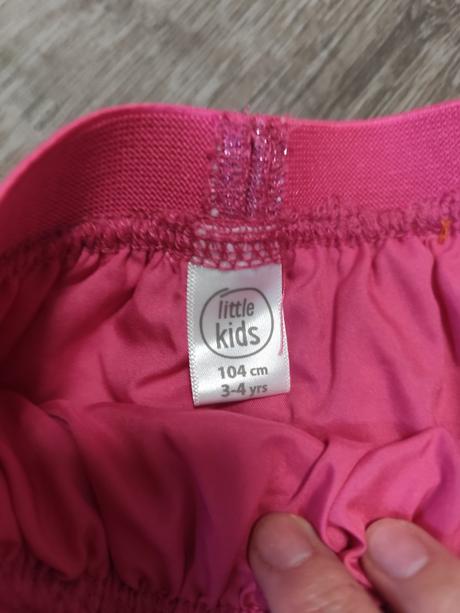 little
kids
104 cm
3-4 yrs